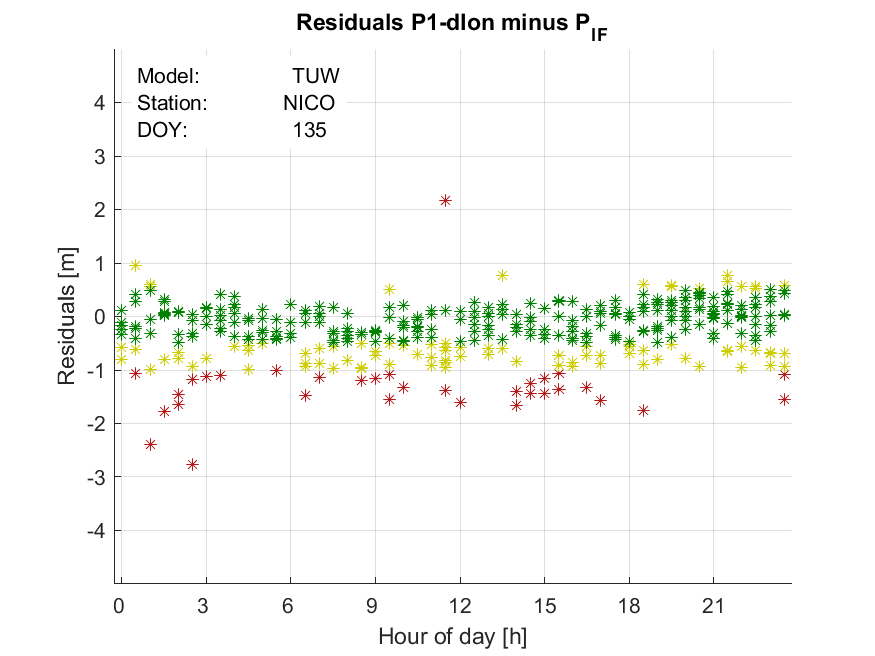 Residuals P1-dIon minus PIF
Model: TUW
Station: NICO
DOY: 135
4
3
2
1
0
-1
-2
-3
-4
Residuals [m]
0 3 6 9 12 15 18 21
Hour of day [h]